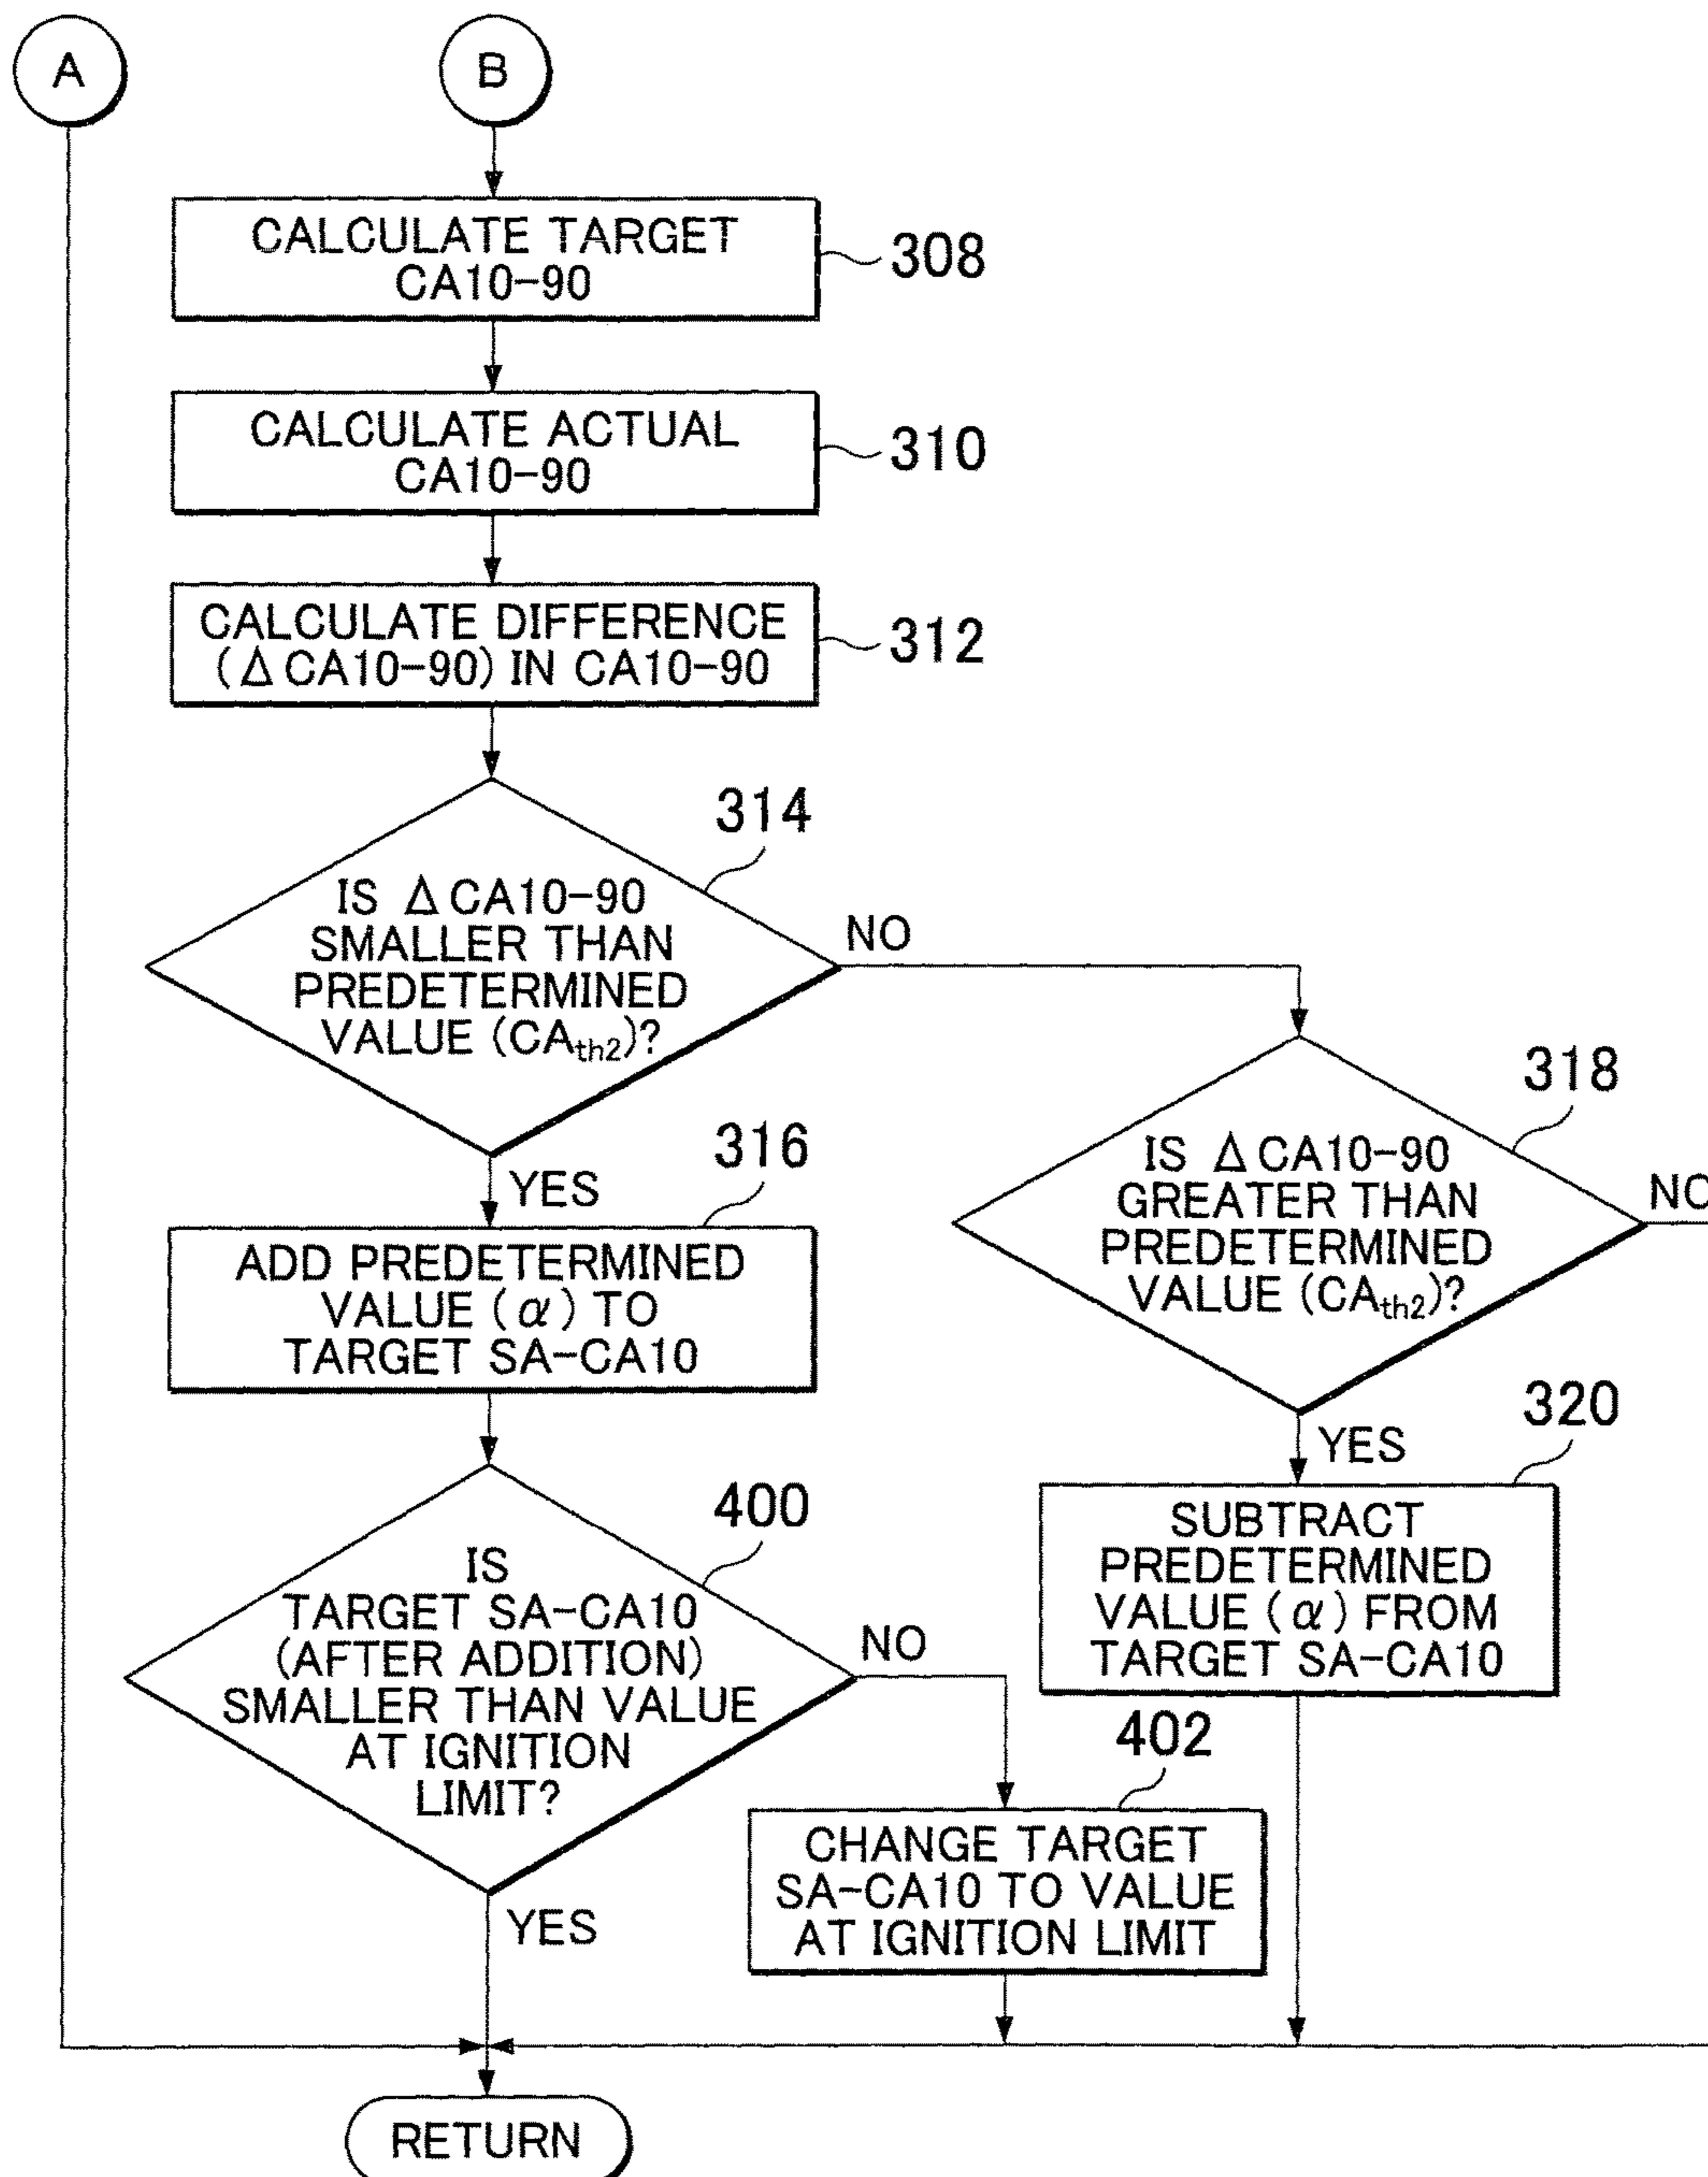 A
B
CALCULATE TARGET
CA10-90
308
CALCULATE ACTUAL
CA10-90
310
CALCULATE DIFFERENCE
(Δ CA10-90) IN CA10-90
312
314
IS Δ CA10-90
SMALLER THAN
PREDETERMINED
VALUE (CAth2)?
NO
YES
318
IS Δ CA10-90
GREATER THAN
PREDETERMINED
VALUE (CAth2)?
NO
YES
316
ADD PREDETERMINED
VALUE (α) TO
TARGET SA-CA10
320
SUBTRACT
PREDETERMINED
VALUE (α) FROM
TARGET SA-CA10
400
IS
TARGET SA-CA10
(AFTER ADDITION)
SMALLER THAN VALUE
AT IGNITION
LIMIT?
NO
YES
402
CHANGE TARGET
SA-CA10 TO VALUE
AT IGNITION LIMIT
RETURN